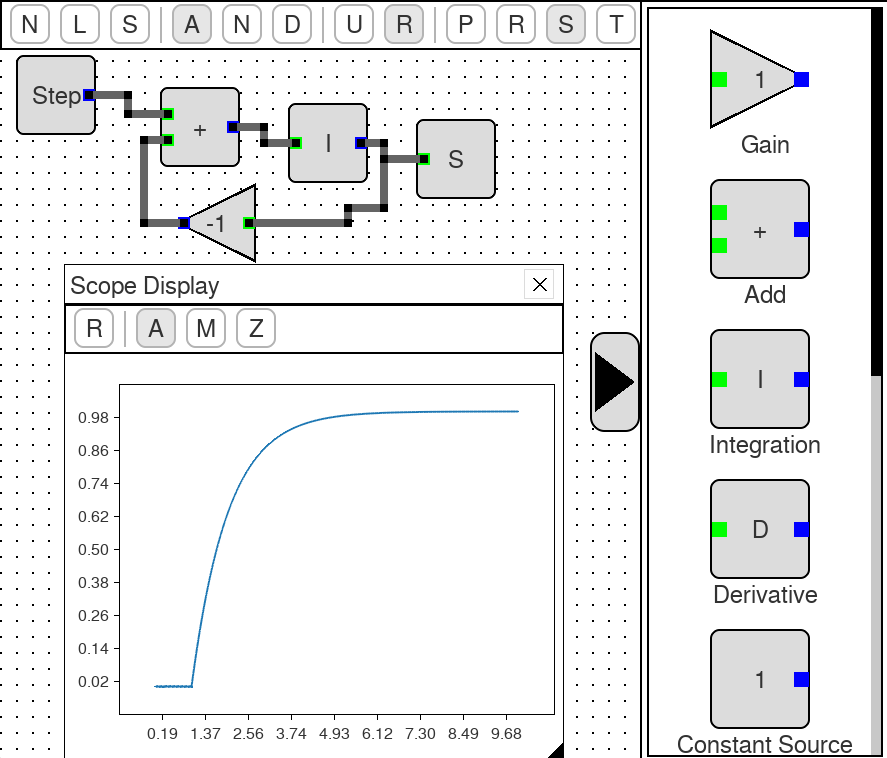 N L S A N D U R P R S T
Step
+
I
S
-1
Scope Display
R A M Z
0.98
0.86
0.74
0.62
0.50
0.38
0.26
0.14
0.02
0.19 1.37 2.56 3.74 4.93 6.12 7.30 8.49 9.68
1
Gain
+
Add
I
Integration
D
Derivative
1
Constant Source